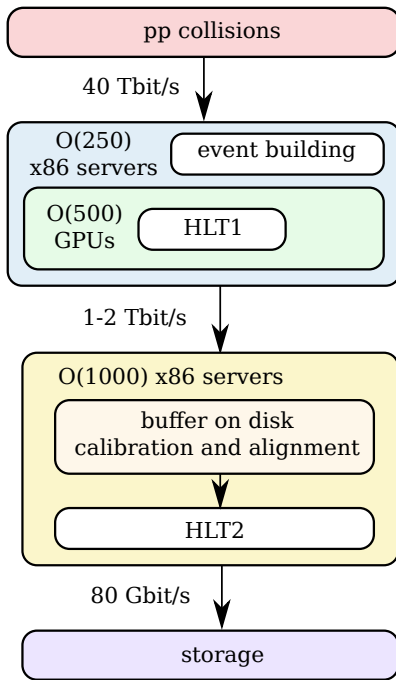 pp collisions
40 Tbit/s
O(250)
x86 servers
event building
O(500)
GPUs
HLT1
1-2 Tbit/s
O(1000) x86 servers
buffer on disk
calibration and alignment
HLT2
80 Gbit/s
storage